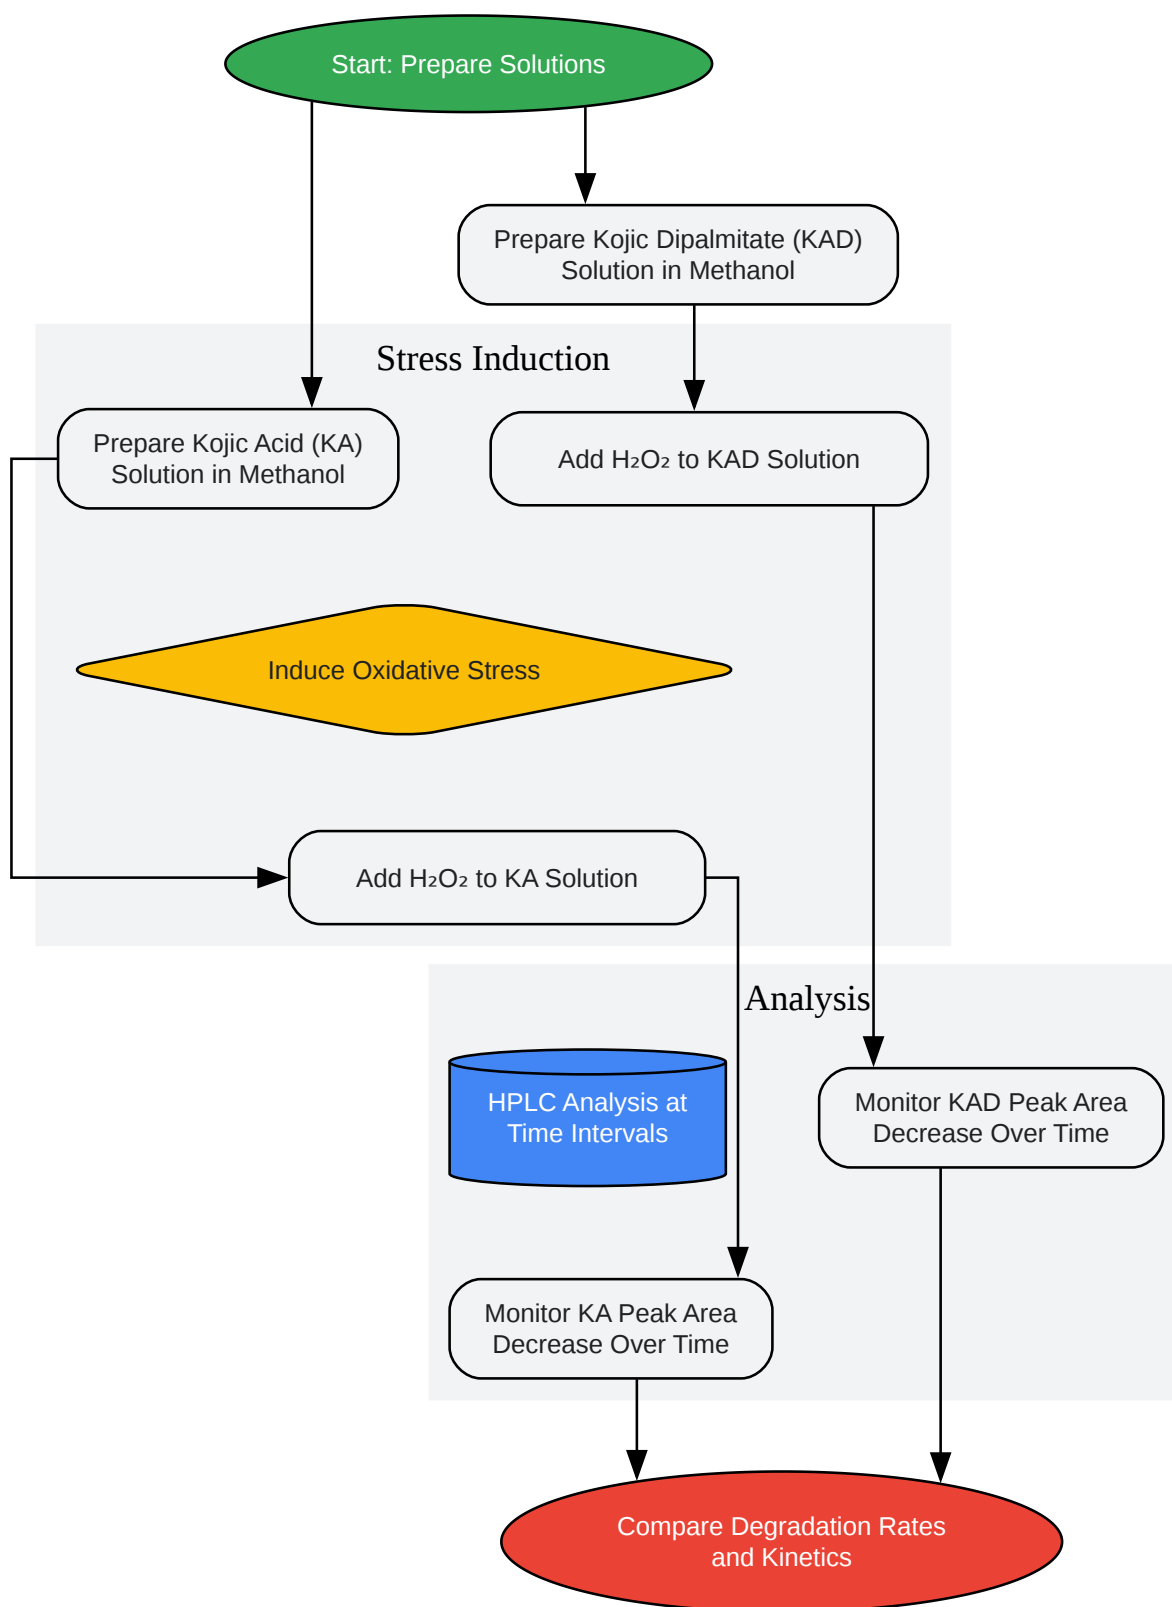 Start: Prepare Solutions
Prepare Kojic Dipalmitate (KAD)
Solution in Methanol
Stress Induction
Prepare Kojic Acid (KA)
Solution in Methanol
Add H₂O₂ to KAD Solution
Induce Oxidative Stress
Add H₂O₂ to KA Solution
Analysis
HPLC Analysis at
Time Intervals
Monitor KAD Peak Area
Decrease Over Time
Monitor KA Peak Area
Decrease Over Time
Compare Degradation Rates
and Kinetics